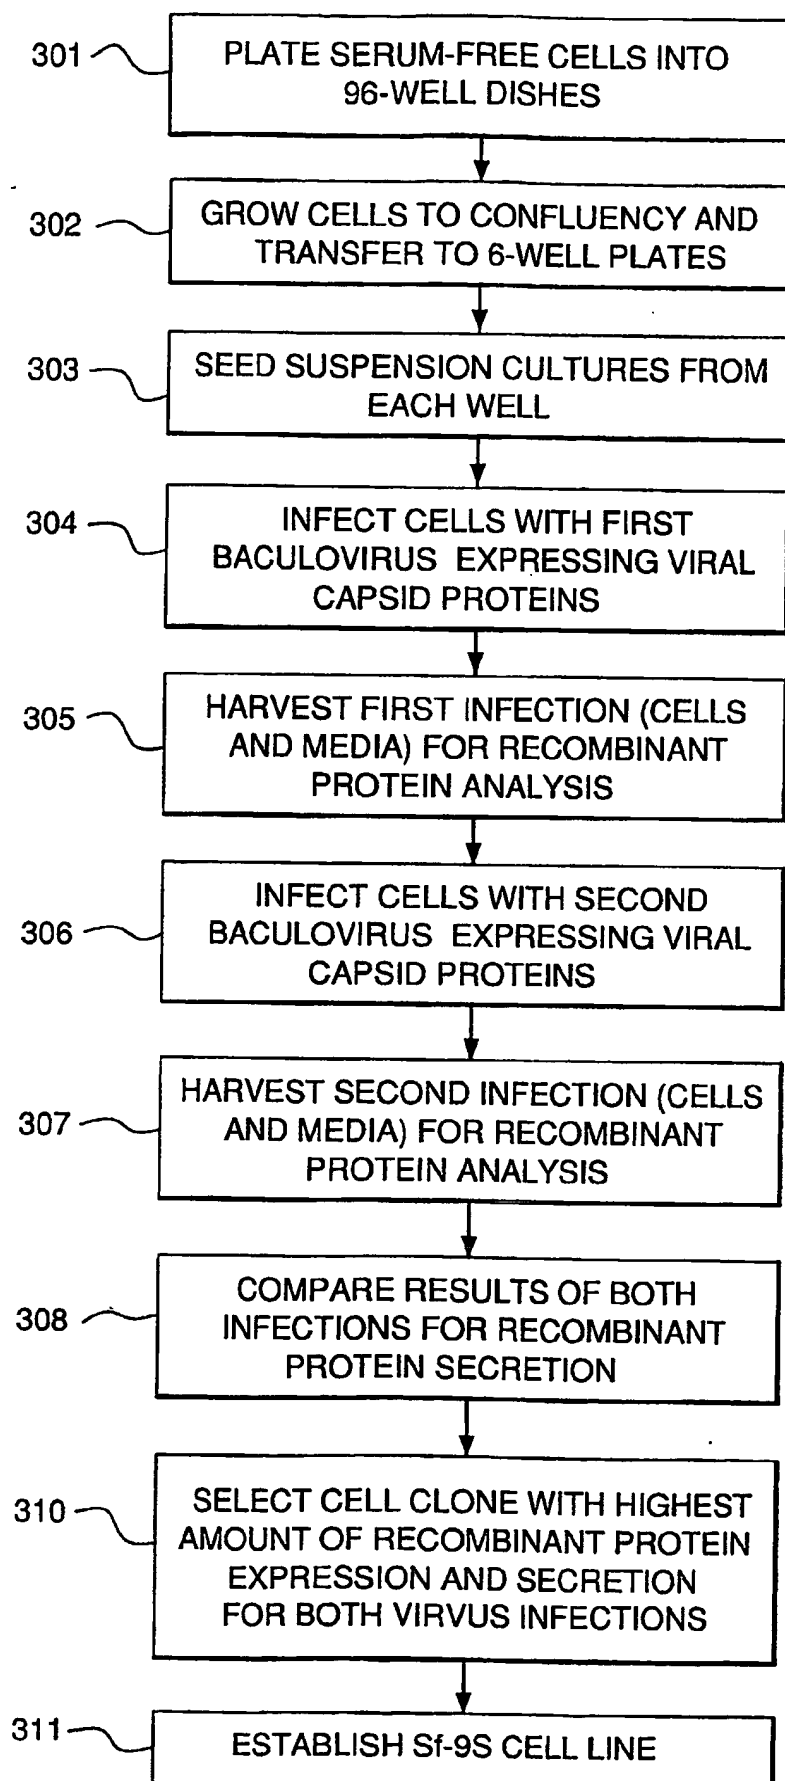 301
PLATE SERUM-FREE CELLS INTO
96-WELL DISHES
302
GROW CELLS TO CONFLUENCY AND
TRANSFER TO 6-WELL PLATES
303
SEED SUSPENSION CULTURES FROM
EACH WELL
304
INFECT CELLS WITH FIRST
BACULOVIRUS EXPRESSING VIRAL
CAPSID PROTEINS
305
HARVEST FIRST INFECTION (CELLS
AND MEDIA) FOR RECOMBINANT
PROTEIN ANALYSIS
306
INFECT CELLS WITH SECOND
BACULOVIRUS EXPRESSING VIRAL
CAPSID PROTEINS
307
HARVEST SECOND INFECTION (CELLS
AND MEDIA) FOR RECOMBINANT
PROTEIN ANALYSIS
308
COMPARE RESULTS OF BOTH
INFECTIONS FOR RECOMBINANT
PROTEIN SECRETION
310
SELECT CELL CLONE WITH HIGHEST
AMOUNT OF RECOMBINANT PROTEIN
EXPRESSION AND SECRETION
FOR BOTH VIRVUS INFECTIONS
311
ESTABLISH Sf-9S CELL LINE